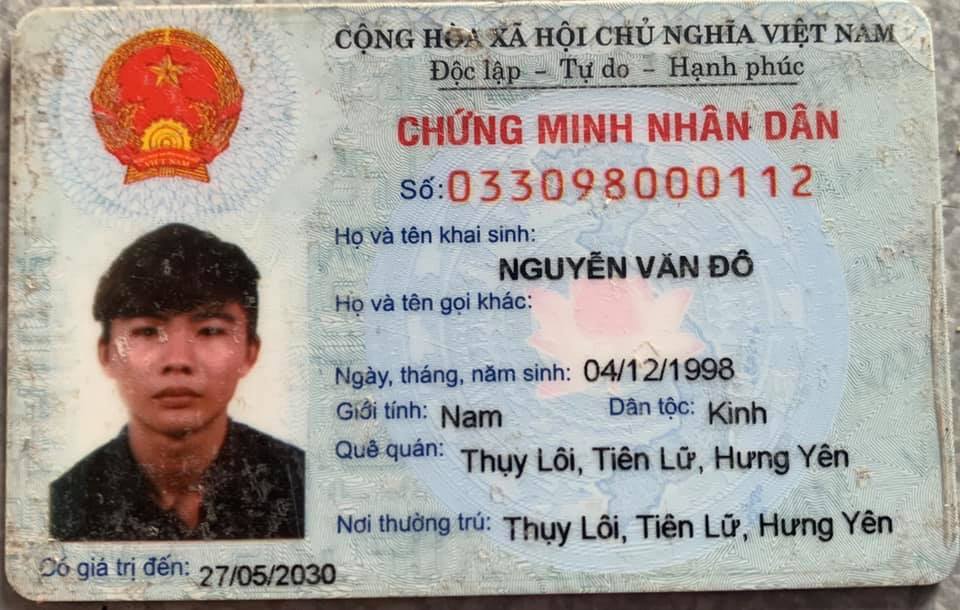 CỘNG HÒA XÃ HỘI CHỦ NGHĨA VIỆT NAM
Độc lập - Tự do - Hạnh phúc
CHỨNG MINH NHÂN DÂN
Số: 033098000112
Họ và tên khai sinh:
NGUYỄN VĂN ĐÔ
Họ và tên gọi khác:
Ngày, tháng, năm sinh: 04/12/1998
Giới tính: Nam Dân tộc: Kinh
Quê quán: Thụy Lôi, Tiên Lữ, Hưng Yên
Nơi thường trú: Thụy Lôi, Tiên Lữ, Hưng Yên
Có giá trị đến: 27/05/2030
VIỆT NAM